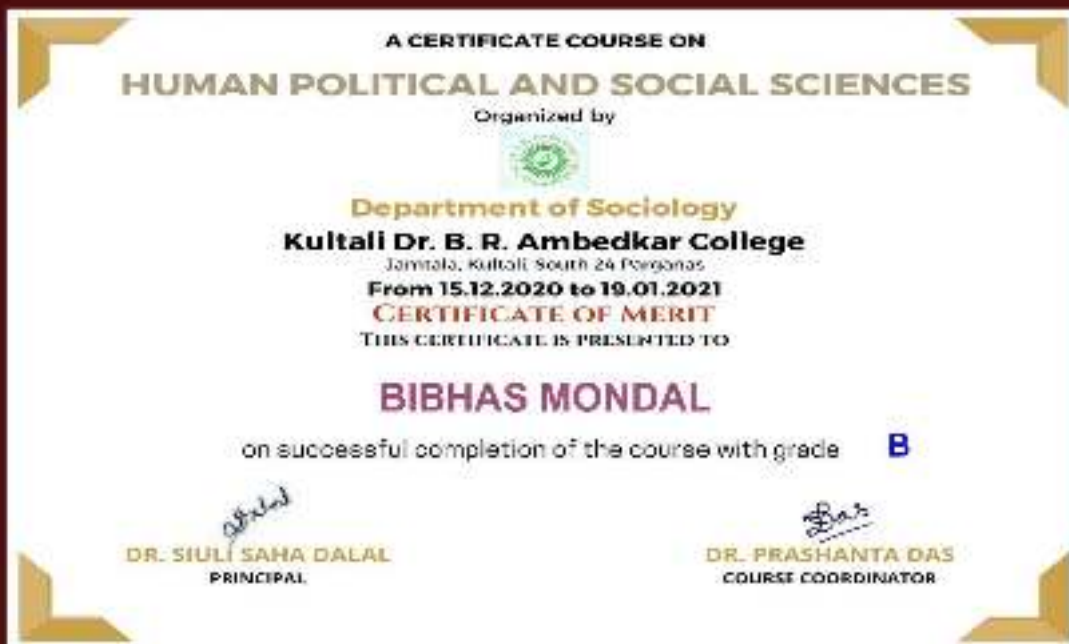 A CERTIFICATE COURSE ON
HUMAN POLITICAL AND SOCIAL SCIENCES
Organized by
Department of Sociology
Kultali Dr. B. R. Ambedkar College
Jamtala, Kultali, South 24 Parganas
From 15.12.2020 to 19.01.2021
CERTIFICATE OF MERIT
THIS CERTIFICATE IS PRESENTED TO
BIBHAS MONDAL
on successful completion of the course with grade B
DR. SIULI SAHA DALAL
PRINCIPAL
Das
DR. PRASHANTA DAS
COURSE COORDINATOR